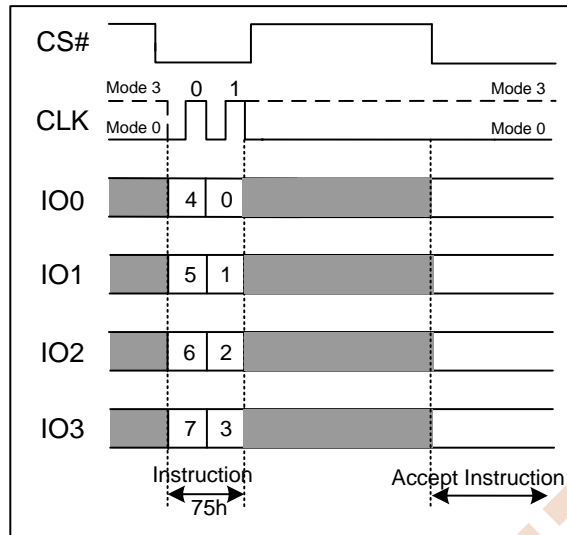 CS#
Mode 3 0 1 Mode 3
CLK
Mode 0 Mode 0
IO0 4 0
IO1 5 1
IO2 6 2
IO3 7 3
Instruction Accept Instruction
75h